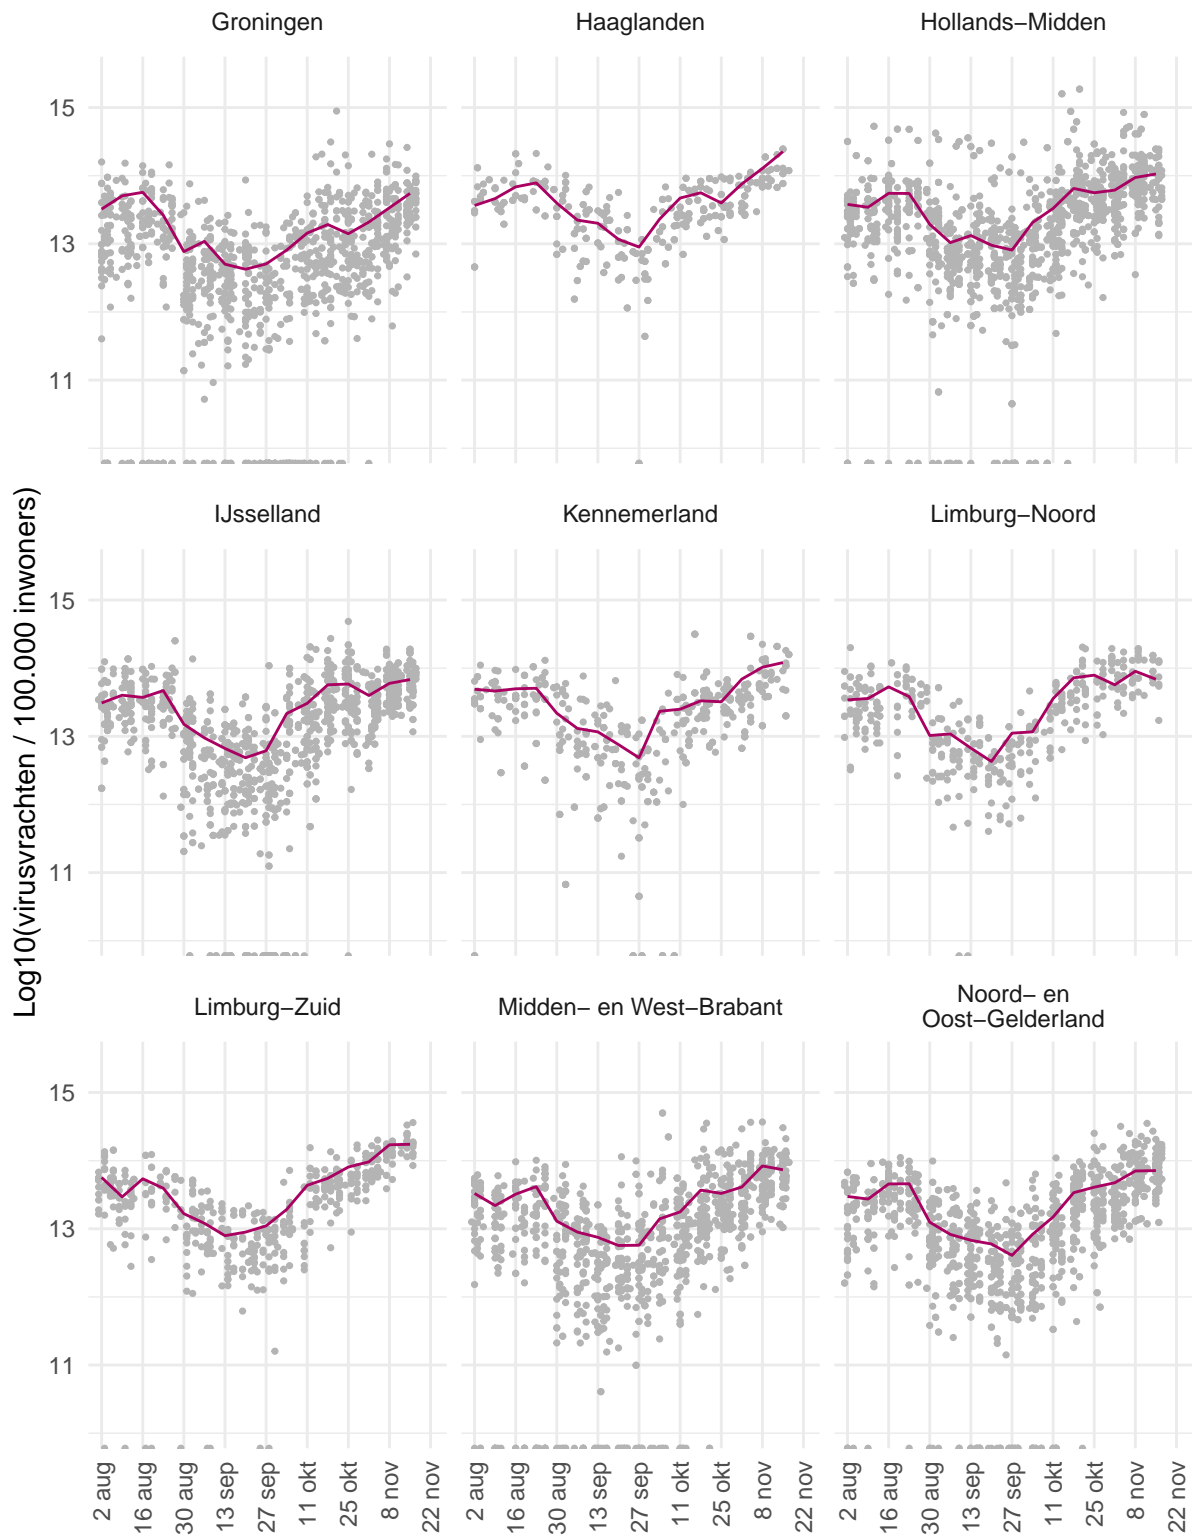 Groningen
Haaglanden
Hollands−Midden
15
13
11
IJsselland
Kennemerland
Limburg−Noord
15
13
11
Log10(virusvrachten / 100.000 inwoners)
Limburg−Zuid
Midden− en West−Brabant
Noord− en
Oost−Gelderland
15
13
11
2 aug
16 aug
30 aug
13 sep
27 sep
11 okt
25 okt
8 nov
22 nov
2 aug
16 aug
30 aug
13 sep
27 sep
11 okt
25 okt
8 nov
22 nov
2 aug
16 aug
30 aug
13 sep
27 sep
11 okt
25 okt
8 nov
22 nov